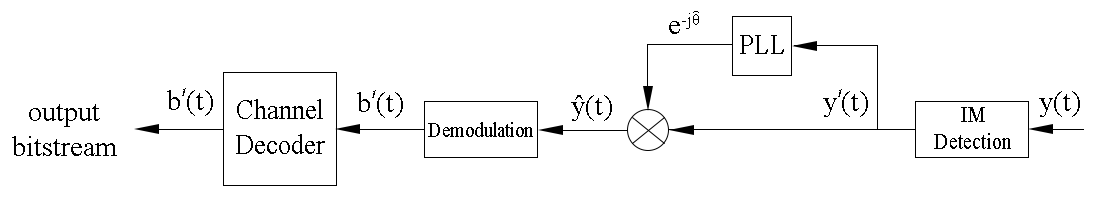 e^-jθ̂
PLL
b′(t)
Channel
Decoder
b′(t)
Demodulation
ŷ(t)
y′(t)
IM
Detection
y(t)
output
bitstream